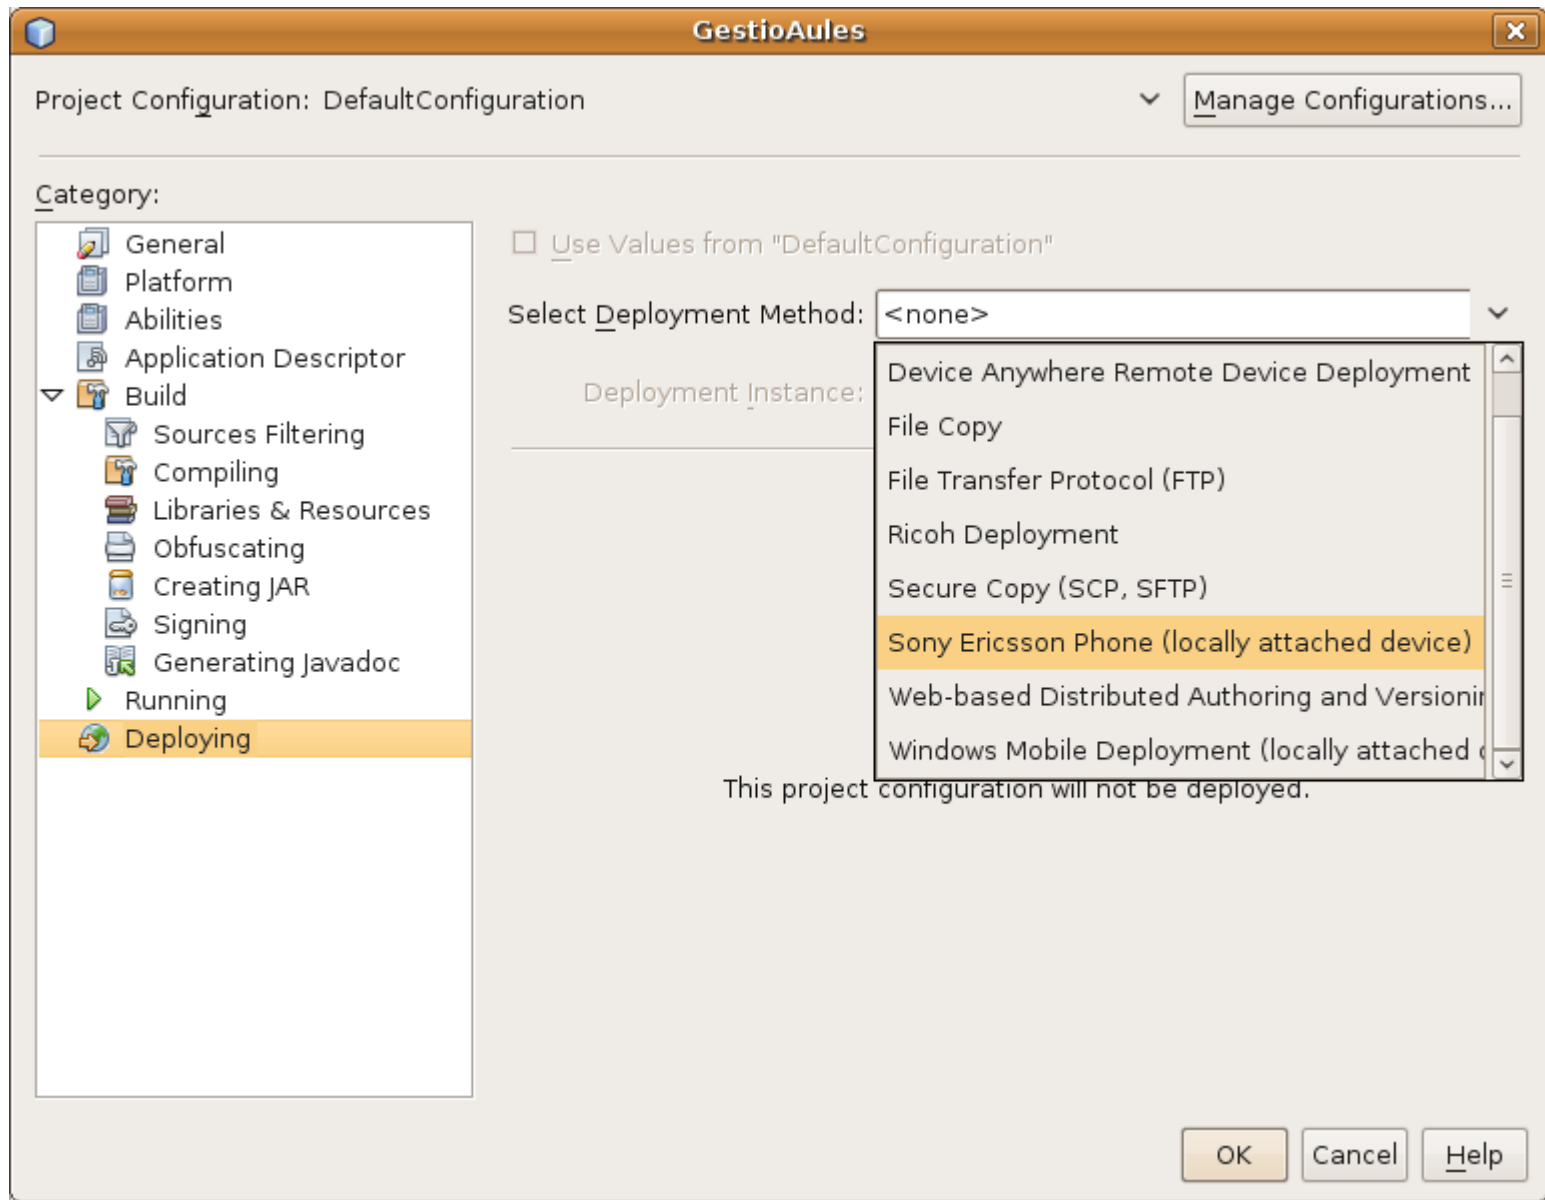 GestioAules
Project Configuration: DefaultConfiguration
Manage Configurations...
Category:
General
Platform
Abilities
Application Descriptor
Build
Sources Filtering
Compiling
Libraries & Resources
Obfuscating
Creating JAR
Signing
Generating Javadoc
Running
Deploying
Use Values from "DefaultConfiguration"
Select Deployment Method: <none>
Deployment Instance:
Device Anywhere Remote Device Deployment
File Copy
File Transfer Protocol (FTP)
Ricoh Deployment
Secure Copy (SCP, SFTP)
Sony Ericsson Phone (locally attached device)
Web-based Distributed Authoring and Versionin
Windows Mobile Deployment (locally attached
This project configuration will not be deployed.
OK
Cancel
Help